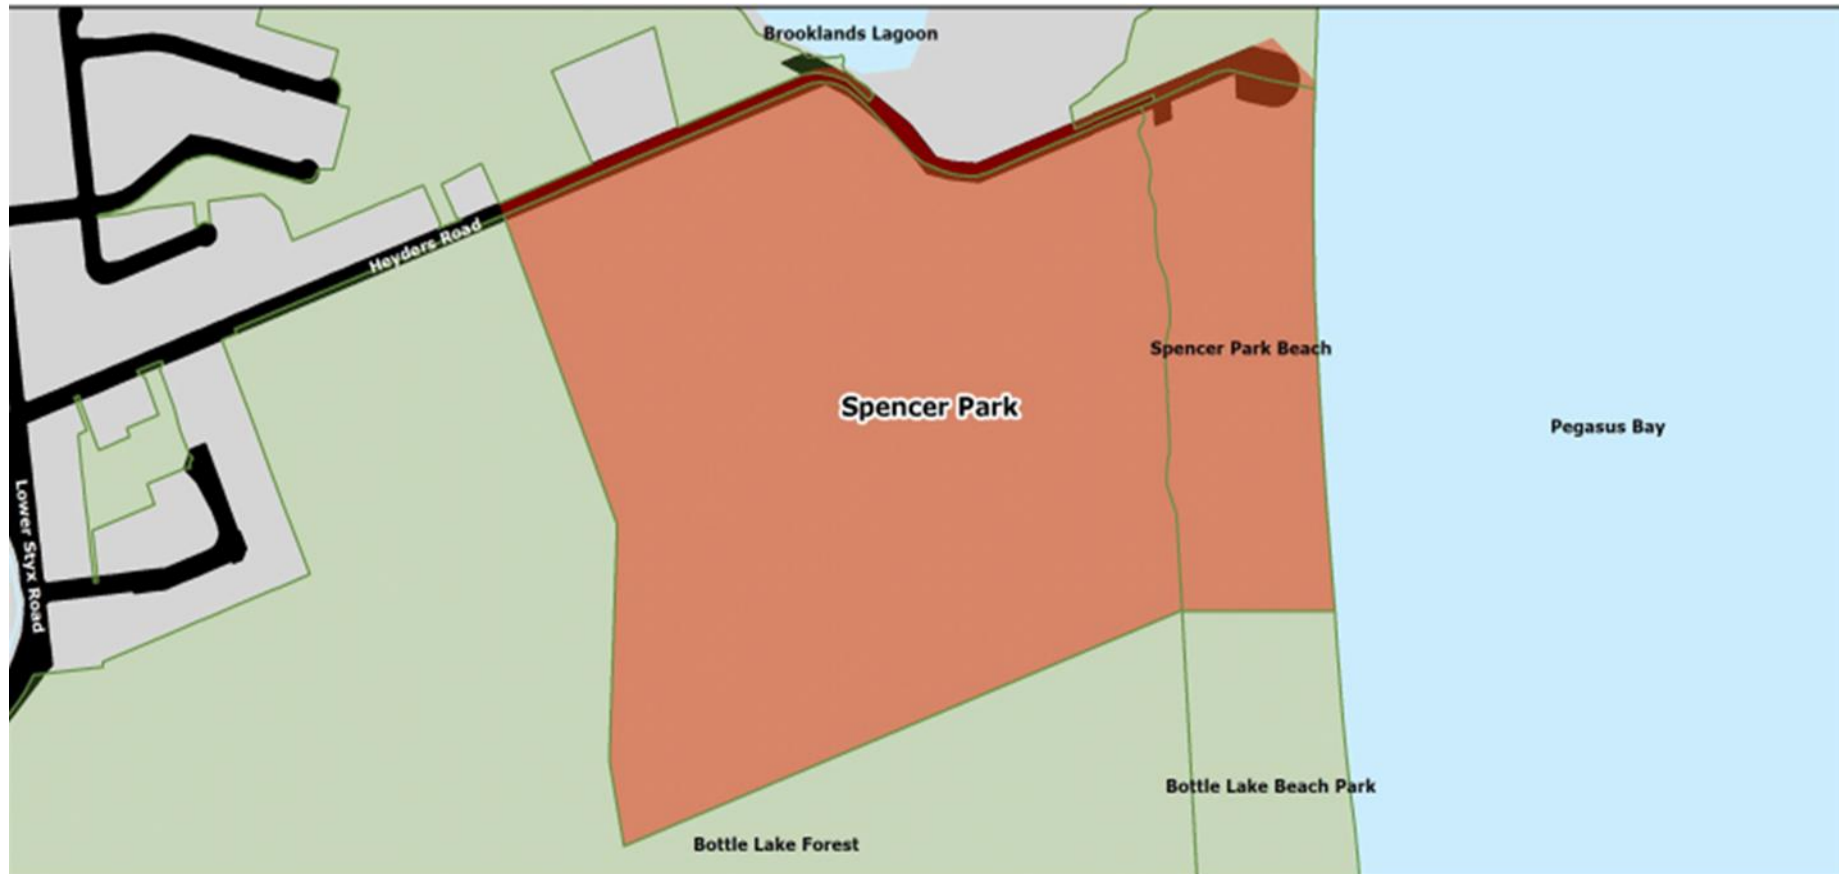 Brooklands Lagoon
Heyders Road
Spencer Park Beach
Spencer Park
Pegasus Bay
Lower Styx Road
Bottle Lake Beach Park
Bottle Lake Forest